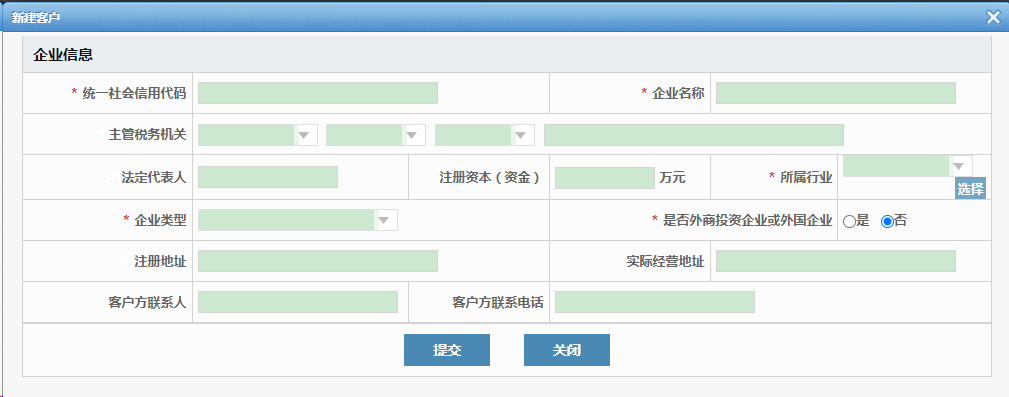 新建客户
企业信息
* 统一社会信用代码 * 企业名称
主管税务机关
法定代表人 注册资本（资金） 万元 * 所属行业 选择
* 企业类型 * 是否外商投资企业或外国企业 是 否
注册地址 实际经营地址
客户方联系人 客户方联系电话
提交 关闭